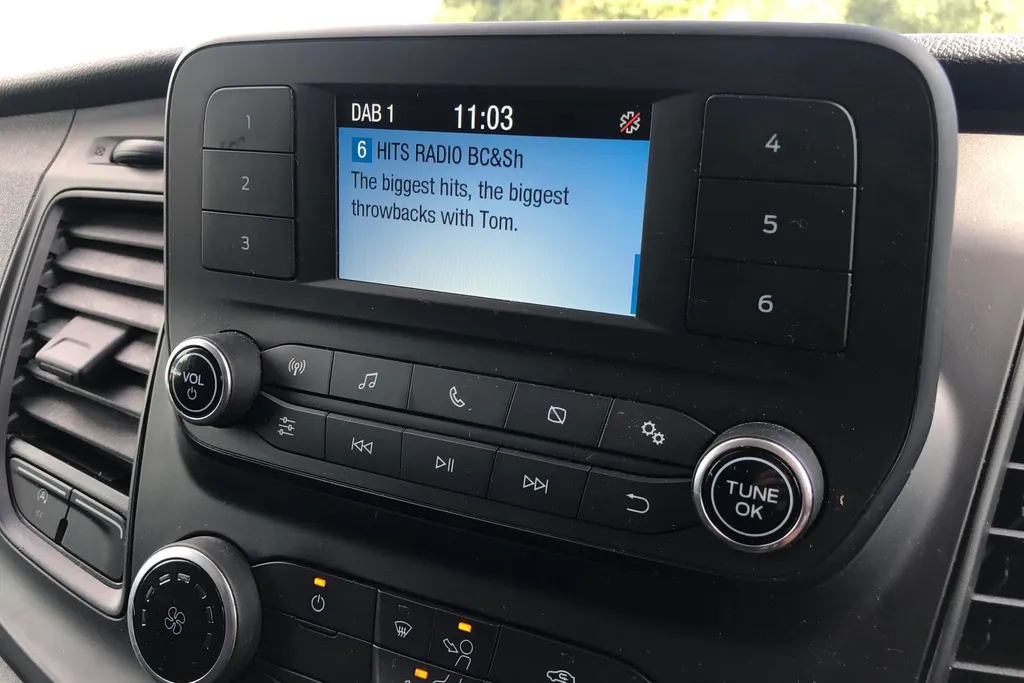 DAB 1 11:03
6 HITS RADIO BC&Sh
The biggest hits, the biggest
throwbacks with Tom.
1
2
3
4
5
6
VOL
TUNE
OK